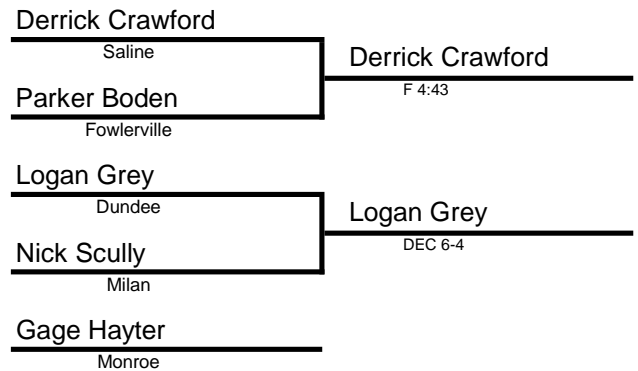 Derrick Crawford
Saline
Derrick Crawford
F 4:43
Parker Boden
Fowlerville
Logan Grey
Dundee
Logan Grey
DEC 6-4
Nick Scully
Milan
Gage Hayter
Monroe